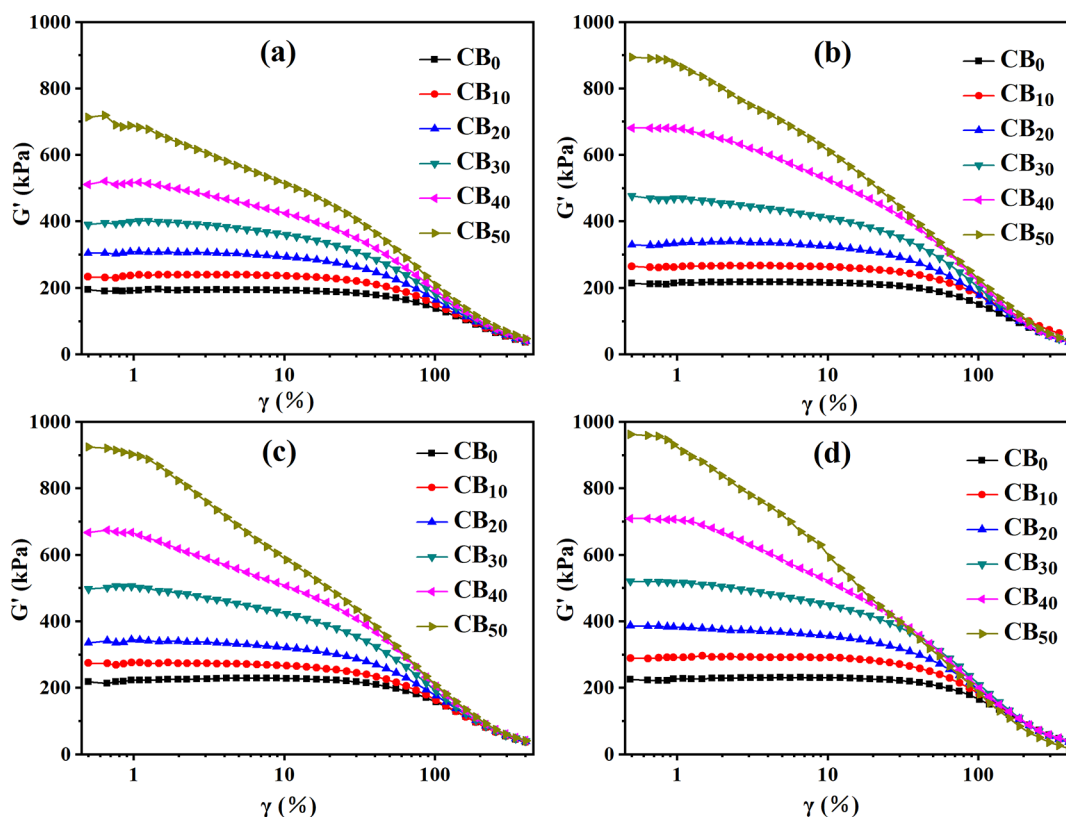 1000
800
600
400
200
0
G' (kPa)
(a)
CB₀
CB₁₀
CB₂₀
CB₃₀
CB₄₀
CB₅₀
1 10 100
γ (%)
1000
800
600
400
200
0
G' (kPa)
(b)
CB₀
CB₁₀
CB₂₀
CB₃₀
CB₄₀
CB₅₀
1 10 100
γ (%)
1000
800
600
400
200
0
G' (kPa)
(c)
CB₀
CB₁₀
CB₂₀
CB₃₀
CB₄₀
CB₅₀
1 10 100
γ (%)
1000
800
600
400
200
0
G' (kPa)
(d)
CB₀
CB₁₀
CB₂₀
CB₃₀
CB₄₀
CB₅₀
1 10 100
γ (%)